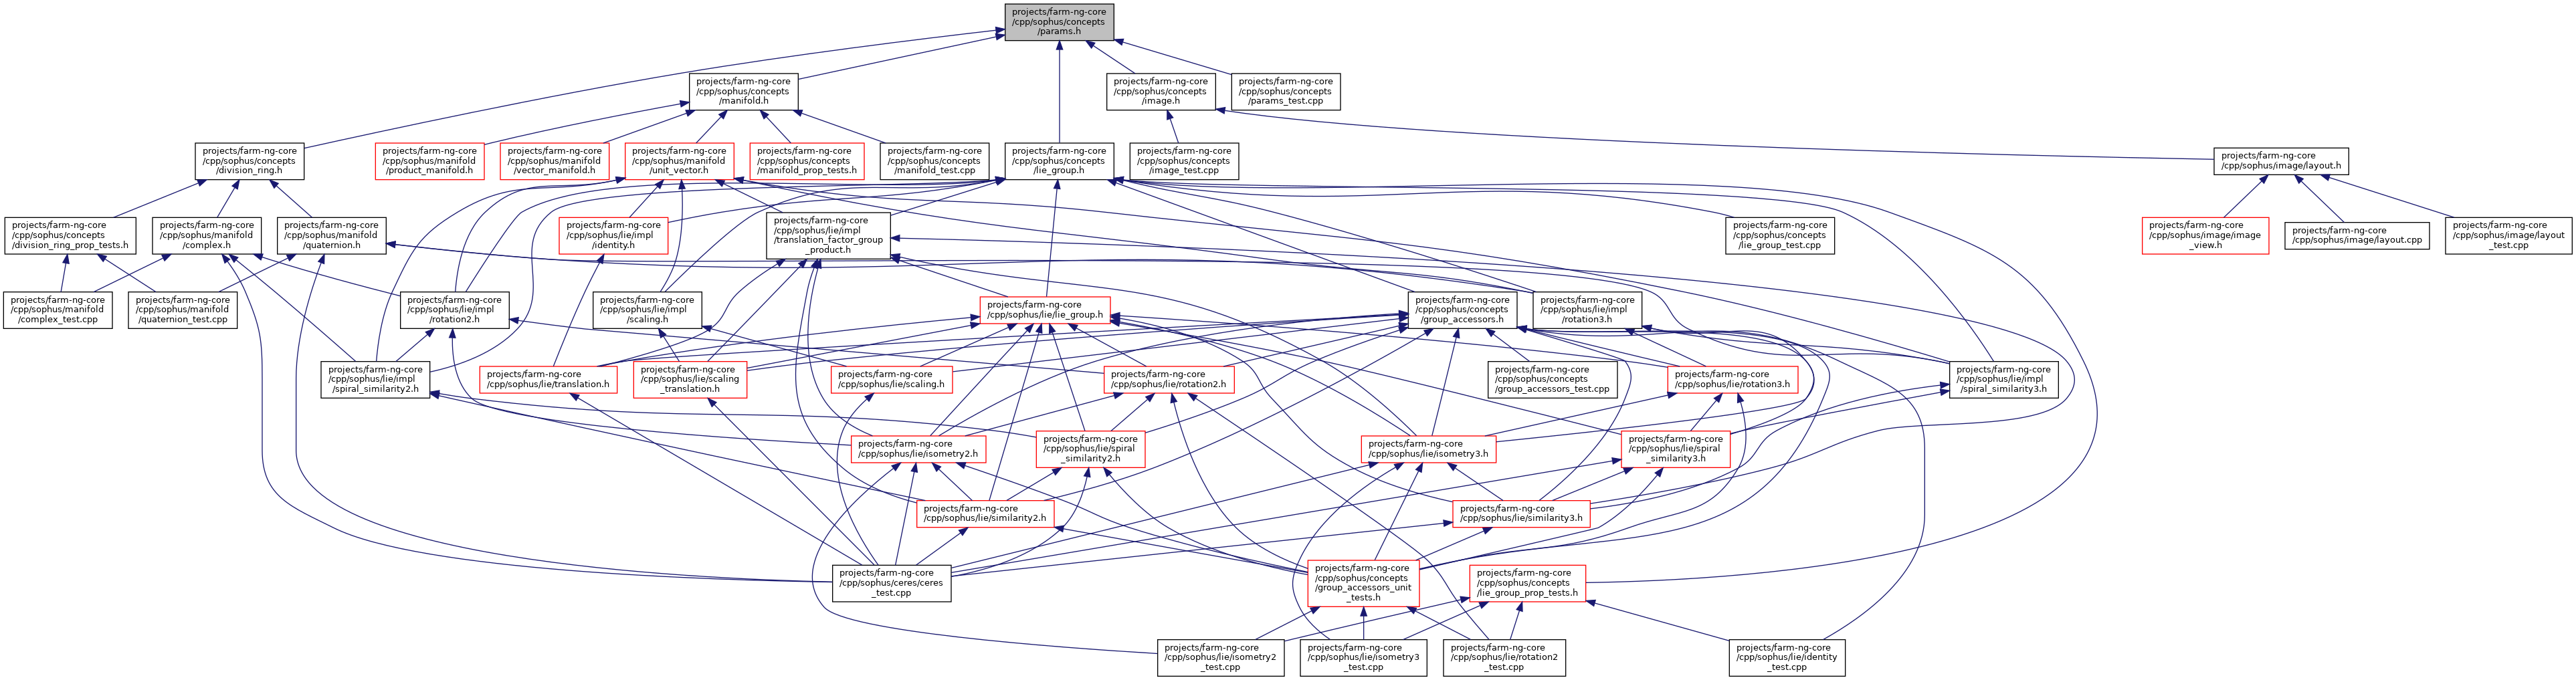 projects/farm-ng-core
/cpp/sophus/concepts
/params.h
projects/farm-ng-core
/cpp/sophus/concepts
/manifold.h
projects/farm-ng-core
/cpp/sophus/concepts
/image.h
projects/farm-ng-core
/cpp/sophus/concepts
/params_test.cpp
projects/farm-ng-core
/cpp/sophus/concepts
/division_ring.h
projects/farm-ng-core
/cpp/sophus/manifold
/product_manifold.h
projects/farm-ng-core
/cpp/sophus/manifold
/vector_manifold.h
projects/farm-ng-core
/cpp/sophus/manifold
/unit_vector.h
projects/farm-ng-core
/cpp/sophus/concepts
/manifold_prop_tests.h
projects/farm-ng-core
/cpp/sophus/concepts
/manifold_test.cpp
projects/farm-ng-core
/cpp/sophus/concepts
/lie_group.h
projects/farm-ng-core
/cpp/sophus/concepts
/image_test.cpp
projects/farm-ng-core
/cpp/sophus/image/layout.h
projects/farm-ng-core
/cpp/sophus/concepts
/division_ring_prop_tests.h
projects/farm-ng-core
/cpp/sophus/manifold
/complex.h
projects/farm-ng-core
/cpp/sophus/manifold
/quaternion.h
projects/farm-ng-core
/cpp/sophus/lie/impl
/identity.h
projects/farm-ng-core
/cpp/sophus/lie/impl
/translation_factor_group
_product.h
projects/farm-ng-core
/cpp/sophus/concepts
/lie_group_test.cpp
projects/farm-ng-core
/cpp/sophus/image/image
_view.h
projects/farm-ng-core
/cpp/sophus/image/layout.cpp
projects/farm-ng-core
/cpp/sophus/image/layout
_test.cpp
projects/farm-ng-core
/cpp/sophus/manifold
/complex_test.cpp
projects/farm-ng-core
/cpp/sophus/manifold
/quaternion_test.cpp
projects/farm-ng-core
/cpp/sophus/lie/impl
/rotation2.h
projects/farm-ng-core
/cpp/sophus/lie/impl
/scaling.h
projects/farm-ng-core
/cpp/sophus/lie/lie_group.h
projects/farm-ng-core
/cpp/sophus/concepts
/group_accessors.h
projects/farm-ng-core
/cpp/sophus/lie/impl
/rotation3.h
projects/farm-ng-core
/cpp/sophus/lie/impl
/spiral_similarity2.h
projects/farm-ng-core
/cpp/sophus/lie/translation.h
projects/farm-ng-core
/cpp/sophus/lie/scaling
_translation.h
projects/farm-ng-core
/cpp/sophus/lie/scaling.h
projects/farm-ng-core
/cpp/sophus/lie/rotation2.h
projects/farm-ng-core
/cpp/sophus/concepts
/group_accessors_test.cpp
projects/farm-ng-core
/cpp/sophus/lie/rotation3.h
projects/farm-ng-core
/cpp/sophus/lie/impl
/spiral_similarity3.h
projects/farm-ng-core
/cpp/sophus/lie/isometry2.h
projects/farm-ng-core
/cpp/sophus/lie/spiral
_similarity2.h
projects/farm-ng-core
/cpp/sophus/lie/isometry3.h
projects/farm-ng-core
/cpp/sophus/lie/spiral
_similarity3.h
projects/farm-ng-core
/cpp/sophus/lie/similarity2.h
projects/farm-ng-core
/cpp/sophus/lie/similarity3.h
projects/farm-ng-core
/cpp/sophus/ceres/ceres
_test.cpp
projects/farm-ng-core
/cpp/sophus/concepts
/group_accessors_unit
_tests.h
projects/farm-ng-core
/cpp/sophus/concepts
/lie_group_prop_tests.h
projects/farm-ng-core
/cpp/sophus/lie/isometry2
_test.cpp
projects/farm-ng-core
/cpp/sophus/lie/isometry3
_test.cpp
projects/farm-ng-core
/cpp/sophus/lie/rotation2
_test.cpp
projects/farm-ng-core
/cpp/sophus/lie/identity
_test.cpp